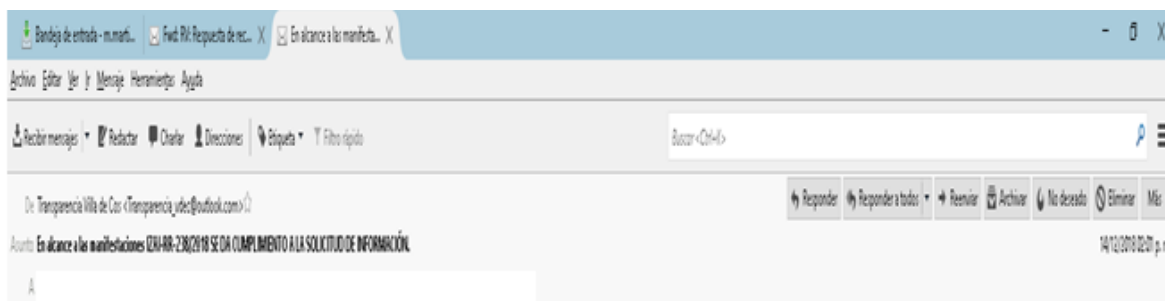 Bandeja de entrada - m.marti... Fwd: RV: Respuesta de rec... X En alcance a las manifesta... X
Archivo Editar Ver Ir Mensaje Herramientas Ayuda
Recibir mensajes Redactar Charlar Direcciones Etiqueta Filtro rápido Buscar <Ctrl+K>
De Transparencia Villa de Cos <Transparencia_vdec@outlook.com> Responder Responder a todos Reenviar Archivar No deseado Eliminar Más
Asunto En alcance a las manifestaciones IZAI-RR-238/2018 SE DA CUMPLIMIENTO A LA SOLICITUD DE INFORMACIÓN. 14/12/2018 02:01 p.
A